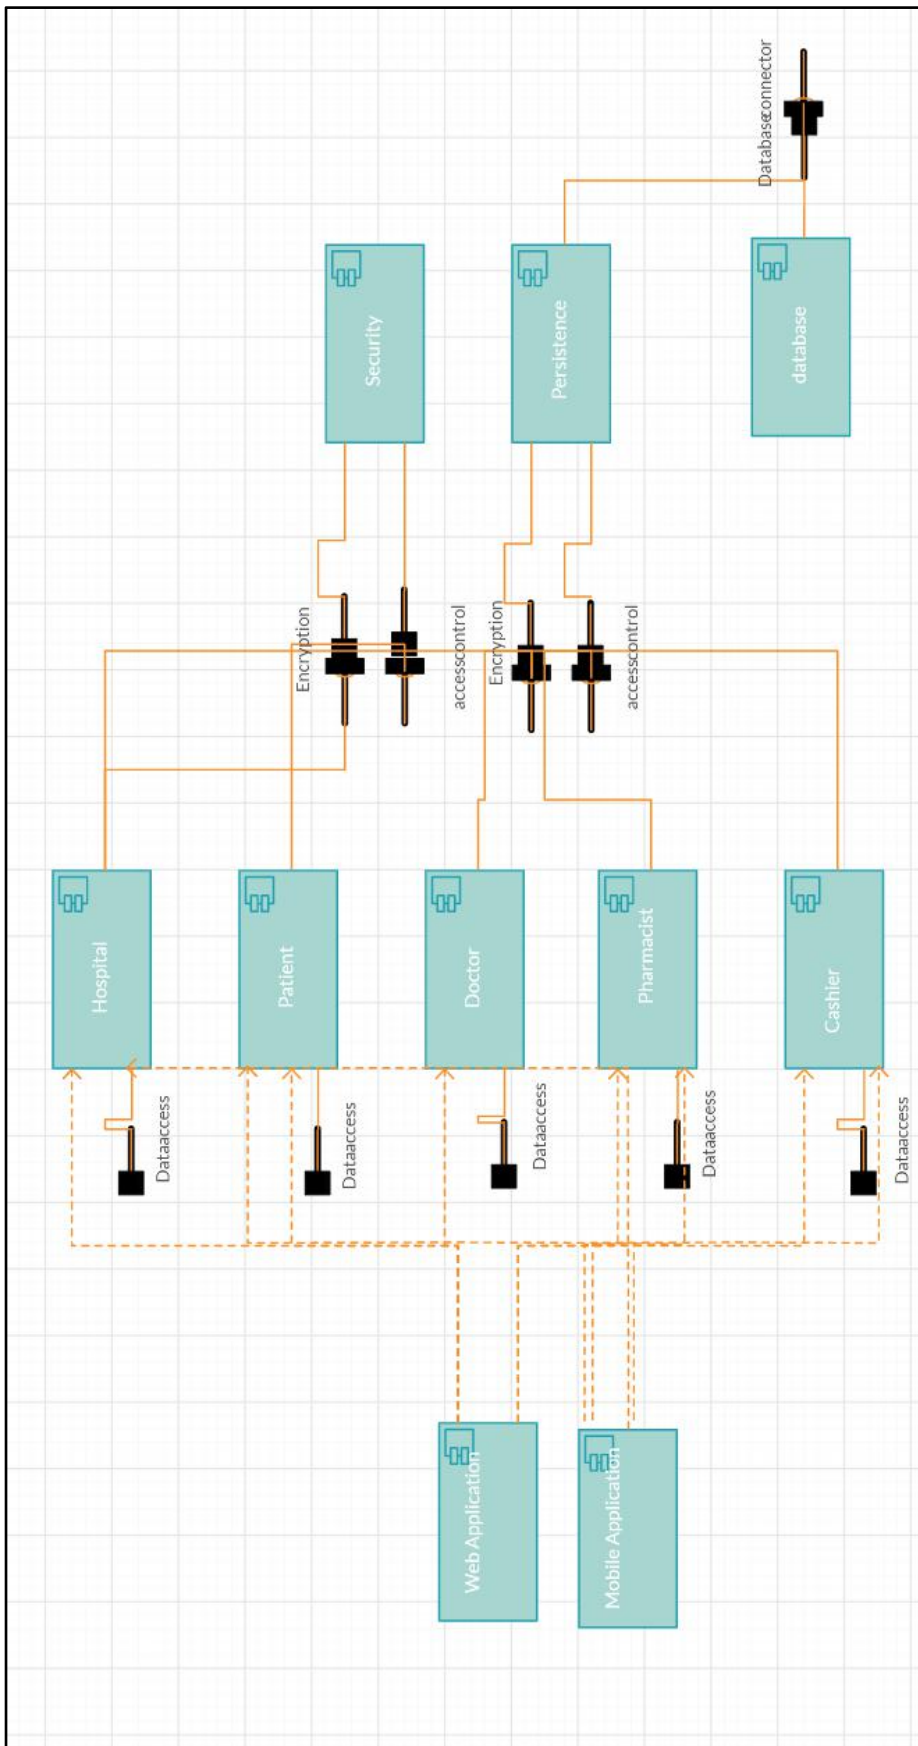 Hospital
Dataaccess
Patient
Encryption
Dataaccess
Security
accesscontrol
Web Application
Doctor
Encryption
Dataaccess
Persistence
Mobile Application
accesscontrol
Pharmacist
Dataaccess
Databaseconnector
database
Cashier
Dataaccess